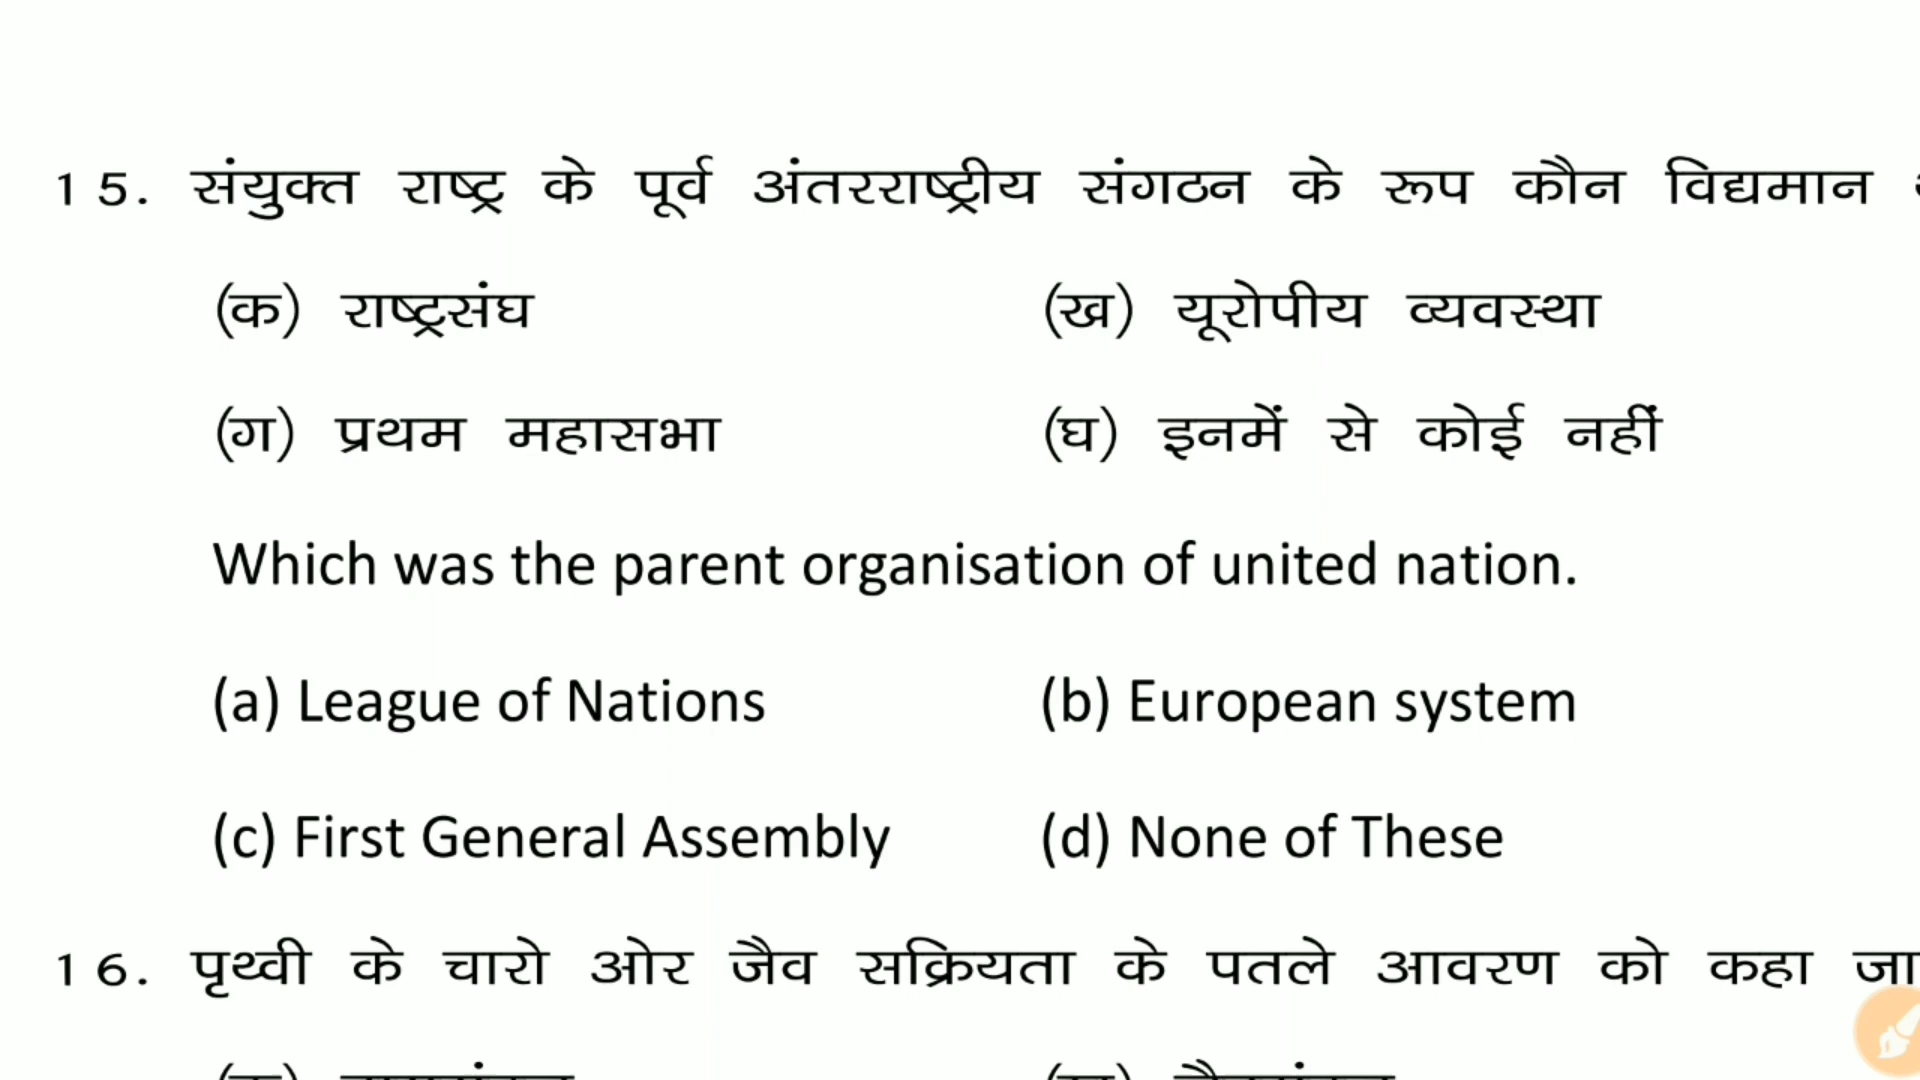 15. संयुक्त राष्ट्र के पूर्व अंतरराष्ट्रीय संगठन के रूप कौन विद्यमान
(क) राष्ट्रसंघ (ख) यूरोपीय व्यवस्था
(ग) प्रथम महासभा (घ) इनमें से कोई नहीं
Which was the parent organisation of united nation.
(a) League of Nations (b) European system
(c) First General Assembly (d) None of These
16. पृथ्वी के चारो ओर जैव सक्रियता के पतले आवरण को कहा जा